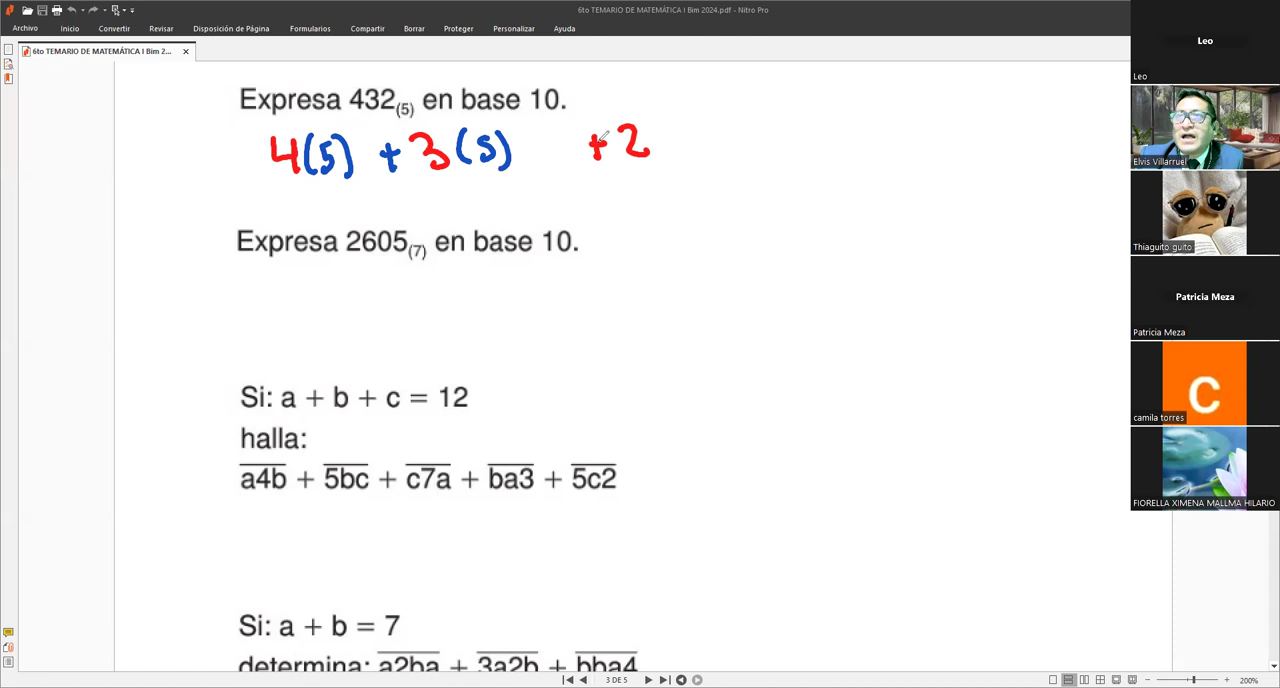 6to TEMARIO DE MATEMÁTICA I Bim 2024.pdf - Nitro Pro
Archivo Inicio Convertir Revisar Disposición de Página Formularios Compartir Borrar Proteger Personalizar Ayuda
6to TEMARIO DE MATEMÁTICA I Bim 2...
Expresa 432(5) en base 10.
4(5) + 3(5) + 2
Expresa 2605(7) en base 10.
Si: a + b + c = 12
halla:
a4b + 5bc + c7a + ba3 + 5c2
Si: a + b = 7
determina: a2ba + 3a2b + bba4
3 DE 5
200%
Leo
Leo
Elvis Villarruel
Thiaguito guito
Patricia Meza
Patricia Meza
C
camila torres
FIORELLA XIMENA MALLMA HILARIO